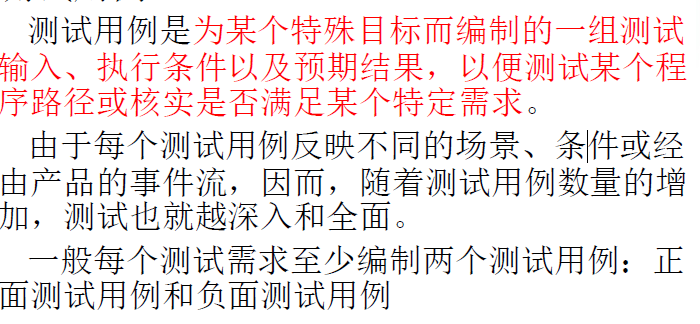 测试用例是为某个特殊目标而编制的一组测试
输入、执行条件以及预期结果，以便测试某个程
序路径或核实是否满足某个特定需求。
由于每个测试用例反映不同的场景、条件或经
由产品的事件流，因而，随着测试用例数量的增
加，测试也就越深入和全面。
一般每个测试需求至少编制两个测试用例：正
面测试用例和负面测试用例